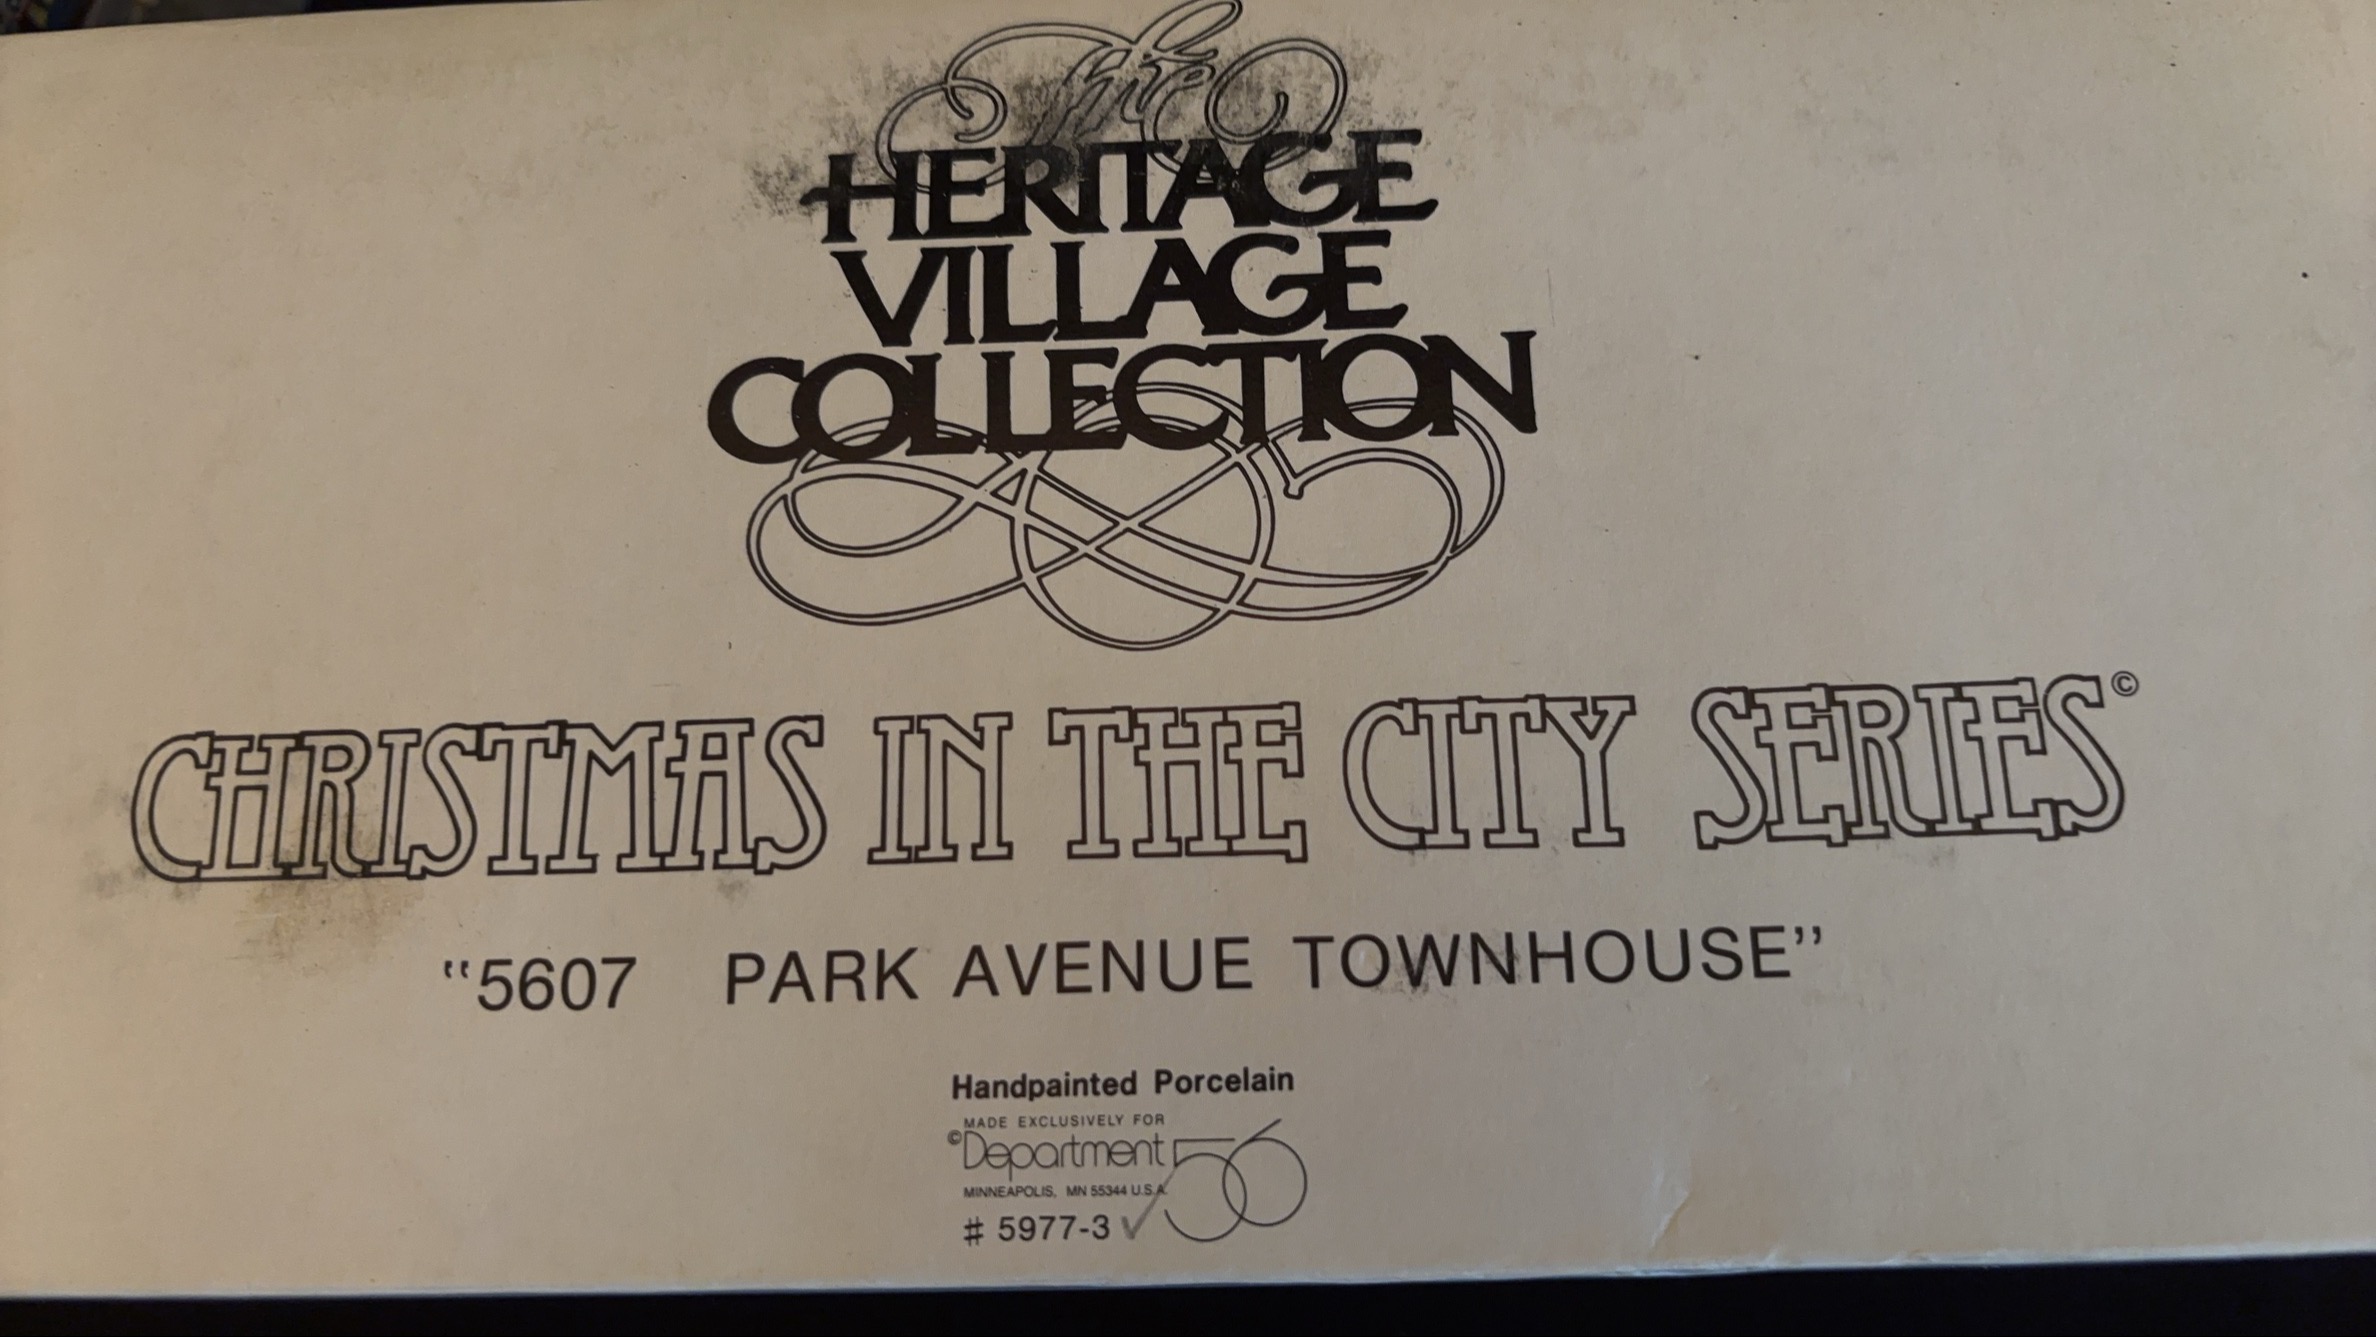 The
HERITAGE
VILLAGE
COLLECTION
CHRISTMAS IN THE CITY SERIES©
"5607 PARK AVENUE TOWNHOUSE"
Handpainted Porcelain
MADE EXCLUSIVELY FOR
©Department 56
MINNEAPOLIS, MN 55344 U.S.A.
# 5977-3 ✓